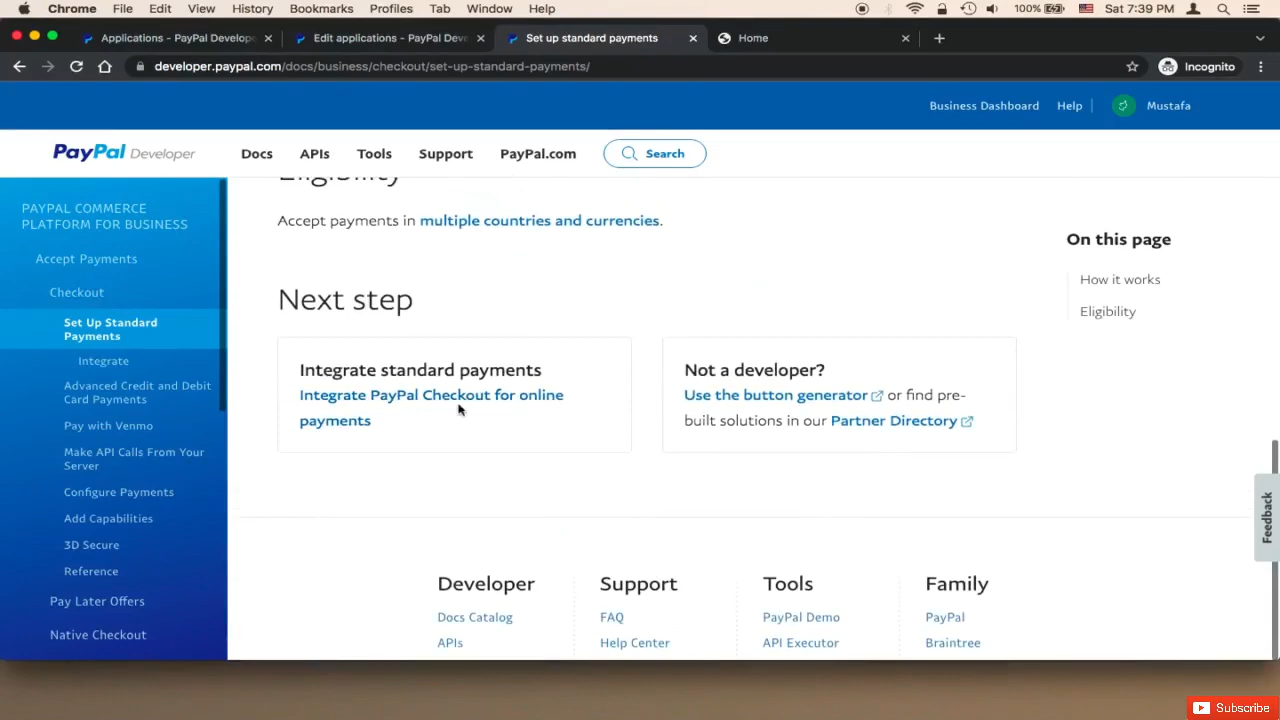 Chrome File Edit View History Bookmarks Profiles Tab Window Help 100% Sat 7:39 PM
Applications - PayPal Develope Edit applications - PayPal Deve Set up standard payments Home
developer.paypal.com/docs/business/checkout/set-up-standard-payments/ Incognito
Business Dashboard Help Mustafa
PayPal Developer Docs APIs Tools Support PayPal.com Search
PAYPAL COMMERCE
PLATFORM FOR BUSINESS
Accept Payments
Checkout
Set Up Standard
Payments
Integrate
Advanced Credit and Debit
Card Payments
Pay with Venmo
Make API Calls From Your
Server
Configure Payments
Add Capabilities
3D Secure
Reference
Pay Later Offers
Native Checkout
Eligibility
Accept payments in multiple countries and currencies.
Next step
Integrate standard payments
Integrate PayPal Checkout for online
payments
Not a developer?
Use the button generator or find pre-
built solutions in our Partner Directory
On this page
How it works
Eligibility
Feedback
Developer
Docs Catalog
APIs
Support
FAQ
Help Center
Tools
PayPal Demo
API Executor
Family
PayPal
Braintree
Subscribe